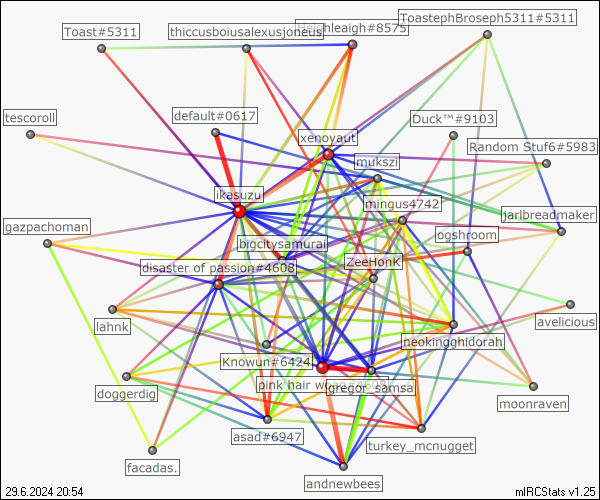 ToastephBroseph5311#5311
Toast#5311
thiccusboiusalexusjoneus
Heighleigh#8575
default#0617
Duck™#9103
tescoroll
xenoyaut
Random Stuf6#5983
mukszi
ikasuzu
mingus4742
jarlbreadmaker
gazpachoman
ogshroom
bigcitysamurai
disaster of passion#4608
ZeeHonK
lahnk
avelicious
neokingghidorah
Knowun#6424
pink hair
gregor_samsa
doggerdig
moonraven
asad#6947
turkey_mcnugget
facadas.
andnewbees
29.6.2024 20:54
mIRCStats v1.25